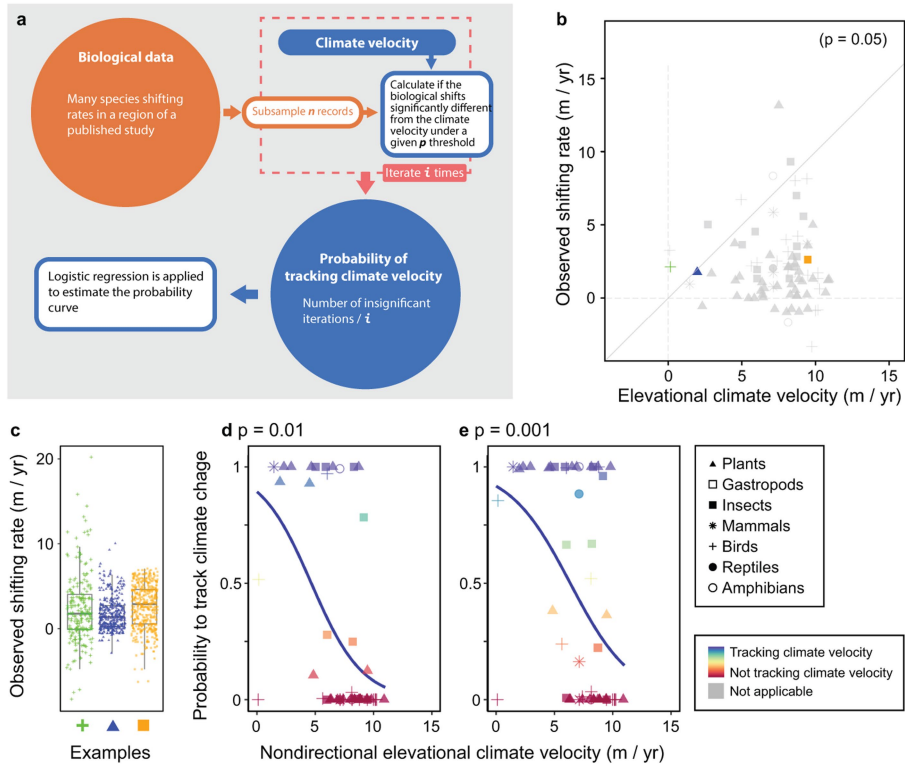 a
Biological data
Many species shifting
rates in a region of a
published study
Subsample n records
Climate velocity
Calculate if the
biological shifts
significantly different
from the climate
velocity under a
given p threshold
Iterate i times
Probability of
tracking climate velocity
Number of insignificant
iterations / i
Logistic regression is applied
to estimate the probability
curve
b
(p = 0.05)
Observed shifting rate (m / yr)
15
10
5
0
0
5
10
15
Elevational climate velocity (m / yr)
c
Observed shifting rate (m / yr)
20
10
0
Examples
d p = 0.01
Probability to track climate chage
1
0.5
0
0
5
10
15
e p = 0.001
1
0.5
0
0
5
10
15
Nondirectional elevational climate velocity (m / yr)
Plants
Gastropods
Insects
Mammals
Birds
Reptiles
Amphibians
Tracking climate velocity
Not tracking climate velocity
Not applicable